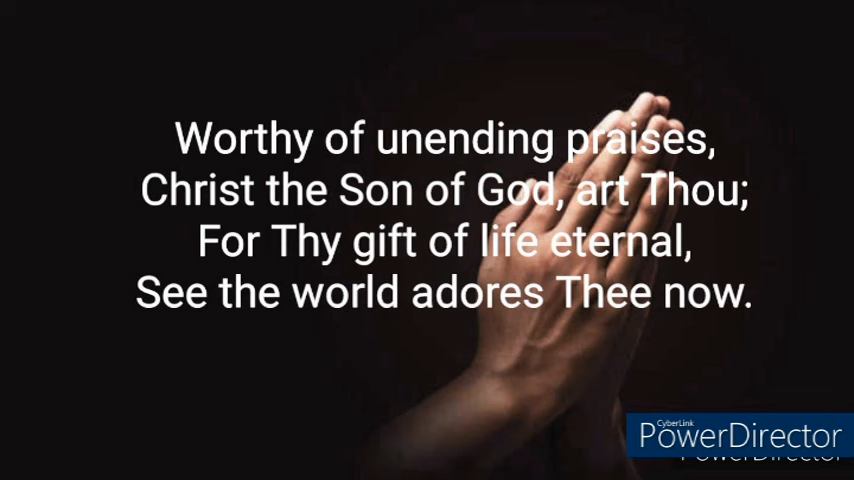 Worthy of unending praises,
Christ the Son of God, art Thou;
For Thy gift of life eternal,
See the world adores Thee now.
CyberLink
PowerDirector
PowerDirector